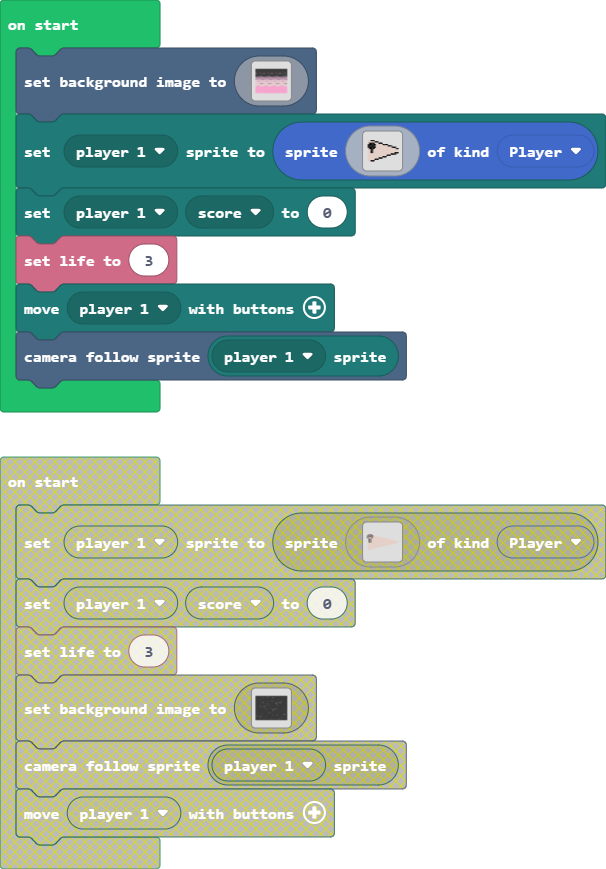 on start
set background image to
set player 1 sprite to sprite of kind Player
set player 1 score to 0
set life to 3
move player 1 with buttons
camera follow sprite player 1 sprite
on start
set player 1 sprite to sprite of kind Player
set player 1 score to 0
set life to 3
set background image to
camera follow sprite player 1 sprite
move player 1 with buttons